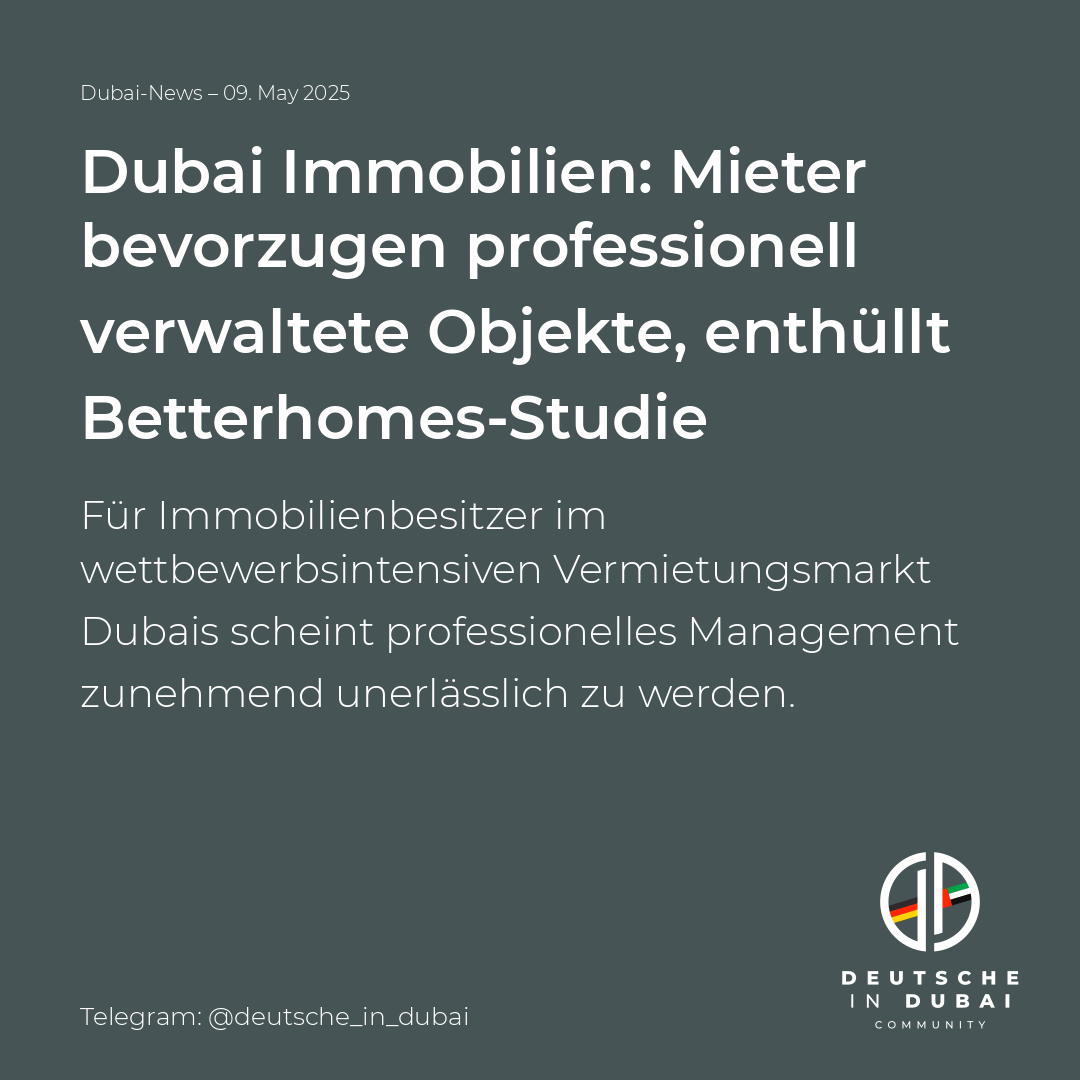 Dubai-News – 09. May 2025
Dubai Immobilien: Mieter
bevorzugen professionell
verwaltete Objekte, enthüllt
Betterhomes-Studie
Für Immobilienbesitzer im
wettbewerbsintensiven Vermietungsmarkt
Dubais scheint professionelles Management
zunehmend unerlässlich zu werden.
DEUTSCHE
IN DUBAI
COMMUNITY
Telegram: @deutsche_in_dubai